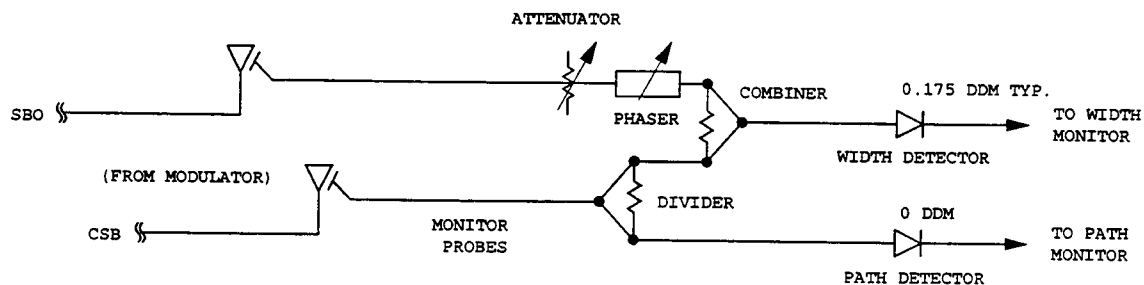 ATTENUATOR
SBO
PHASER
COMBINER
0.175 DDM TYP.
TO WIDTH
MONITOR
WIDTH DETECTOR
(FROM MODULATOR)
CSB
MONITOR
PROBES
DIVIDER
0 DDM
TO PATH
MONITOR
PATH DETECTOR